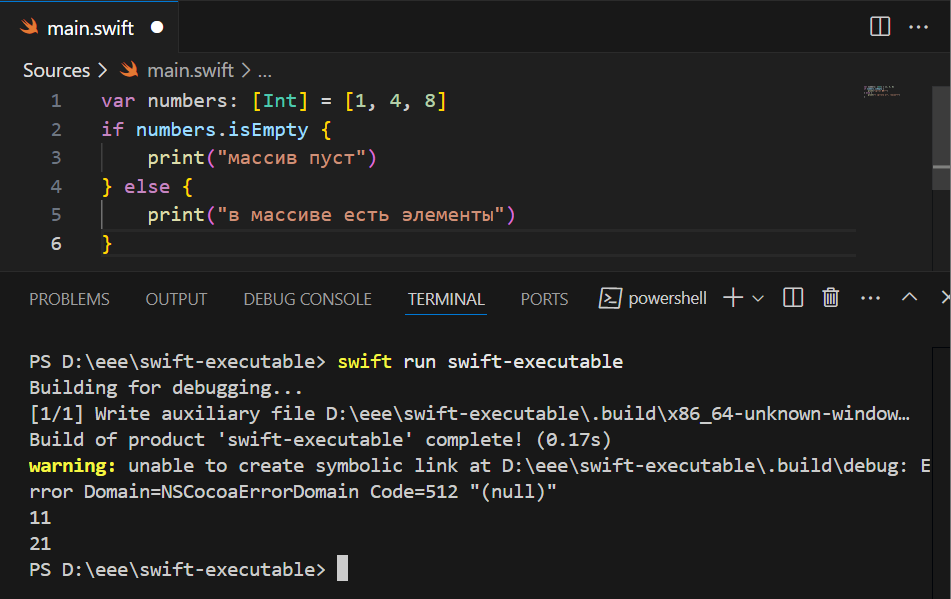 main.swift
Sources > main.swift > ...
1 var numbers: [Int] = [1, 4, 8]
2 if numbers.isEmpty {
3 print("массив пуст")
4 } else {
5 print("в массиве есть элементы")
6 }
PROBLEMS OUTPUT DEBUG CONSOLE TERMINAL PORTS powershell
PS D:\eee\swift-executable> swift run swift-executable
Building for debugging...
[1/1] Write auxiliary file D:\eee\swift-executable\.build\x86_64-unknown-window…
Build of product 'swift-executable' complete! (0.17s)
warning: unable to create symbolic link at D:\eee\swift-executable\.build\debug: E
rror Domain=NSCocoaErrorDomain Code=512 "(null)"
11
21
PS D:\eee\swift-executable>